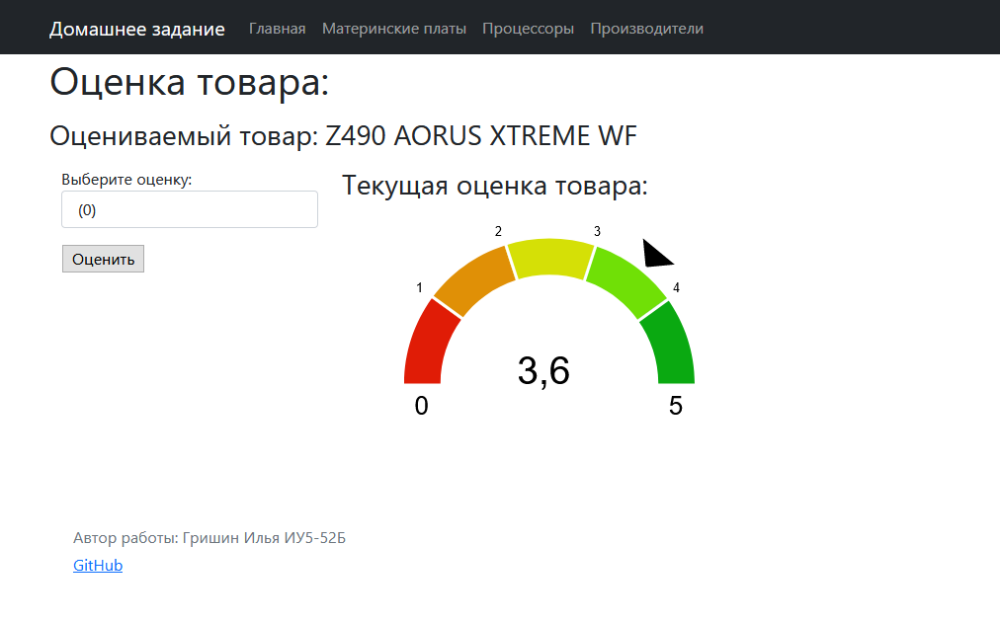 Домашнее задание Главная Материнские платы Процессоры Производители
Оценка товара:
Оцениваемый товар: Z490 AORUS XTREME WF
Выберите оценку:
(0)
Оценить
Текущая оценка товара:
2 3
1 4
3,6
0 5
Автор работы: Гришин Илья ИУ5-52Б
GitHub